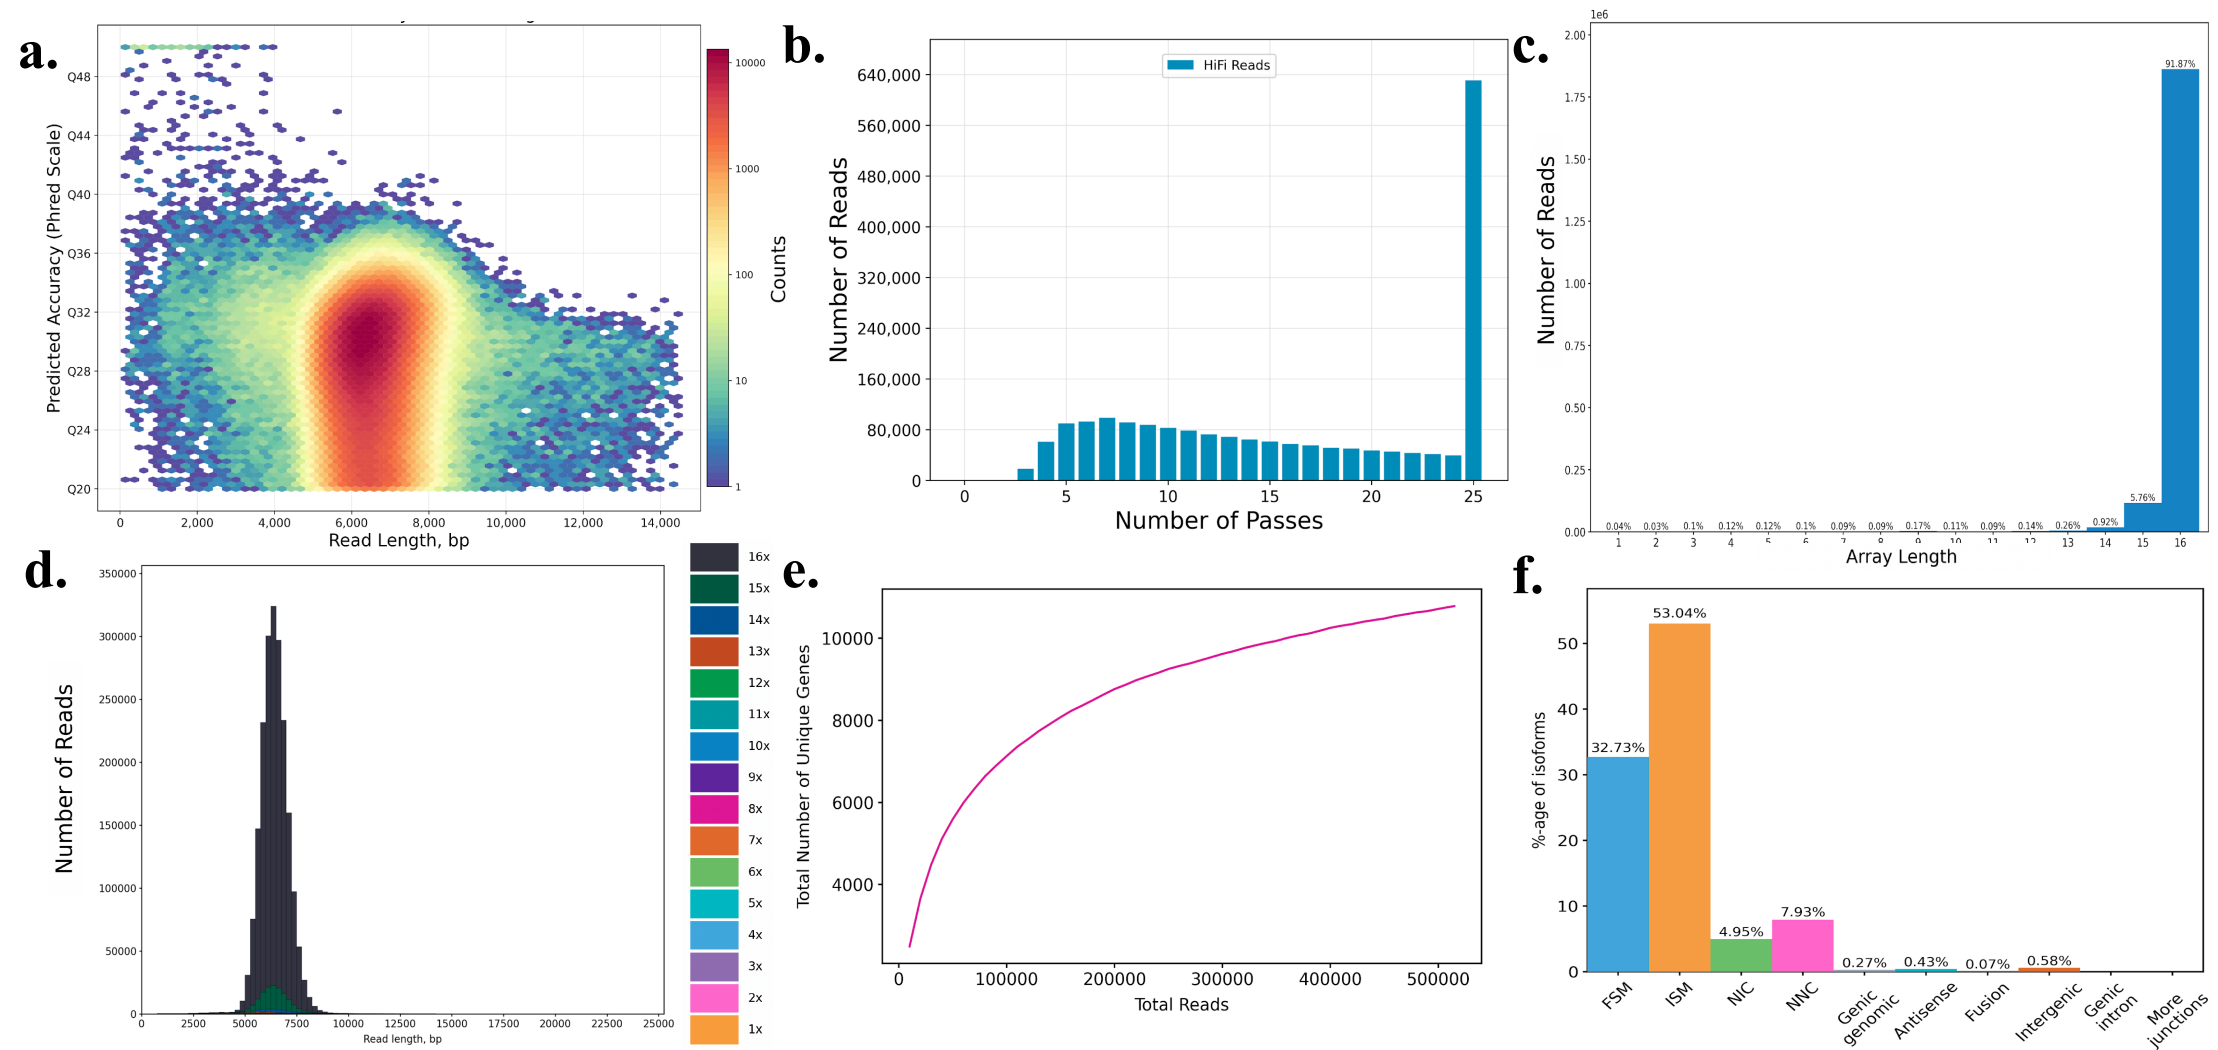 a.
Q48
Q44
Q40
Q36
Q32
Q28
Q24
Q20
Predicted Accuracy (Phred Scale)
0 2,000 4,000 6,000 8,000 10,000 12,000 14,000
Read Length, bp
10000
1000
100
10
1
Counts
b.
HiFi Reads
640,000
560,000
480,000
400,000
320,000
240,000
160,000
80,000
0
Number of Reads
0 5 10 15 20 25
Number of Passes
c.
1e6
2.00
1.75
1.50
1.25
1.00
0.75
0.50
0.25
0.00
Number of Reads
0.04% 0.03% 0.1% 0.12% 0.12% 0.1% 0.09% 0.09% 0.17% 0.11% 0.09% 0.14% 0.26% 0.92% 5.76% 91.87%
1 2 3 4 5 6 7 8 9 10 11 12 13 14 15 16
Array Length
d.
350000
300000
250000
200000
150000
100000
50000
0
Number of Reads
0 2500 5000 7500 10000 12500 15000 17500 20000 22500 25000
Read length, bp
16x
15x
14x
13x
12x
11x
10x
9x
8x
7x
6x
5x
4x
3x
2x
1x
e.
10000
8000
6000
4000
Total Number of Unique Genes
0 100000 200000 300000 400000 500000
Total Reads
f.
50
40
30
20
10
0
%-age of isoforms
32.73% 53.04% 4.95% 7.93% 0.27% 0.43% 0.07% 0.58%
FSM
ISM
NIC
NNC
Genic
genomic
Antisense
Fusion
Intergenic
Genic
intron
More
junctions